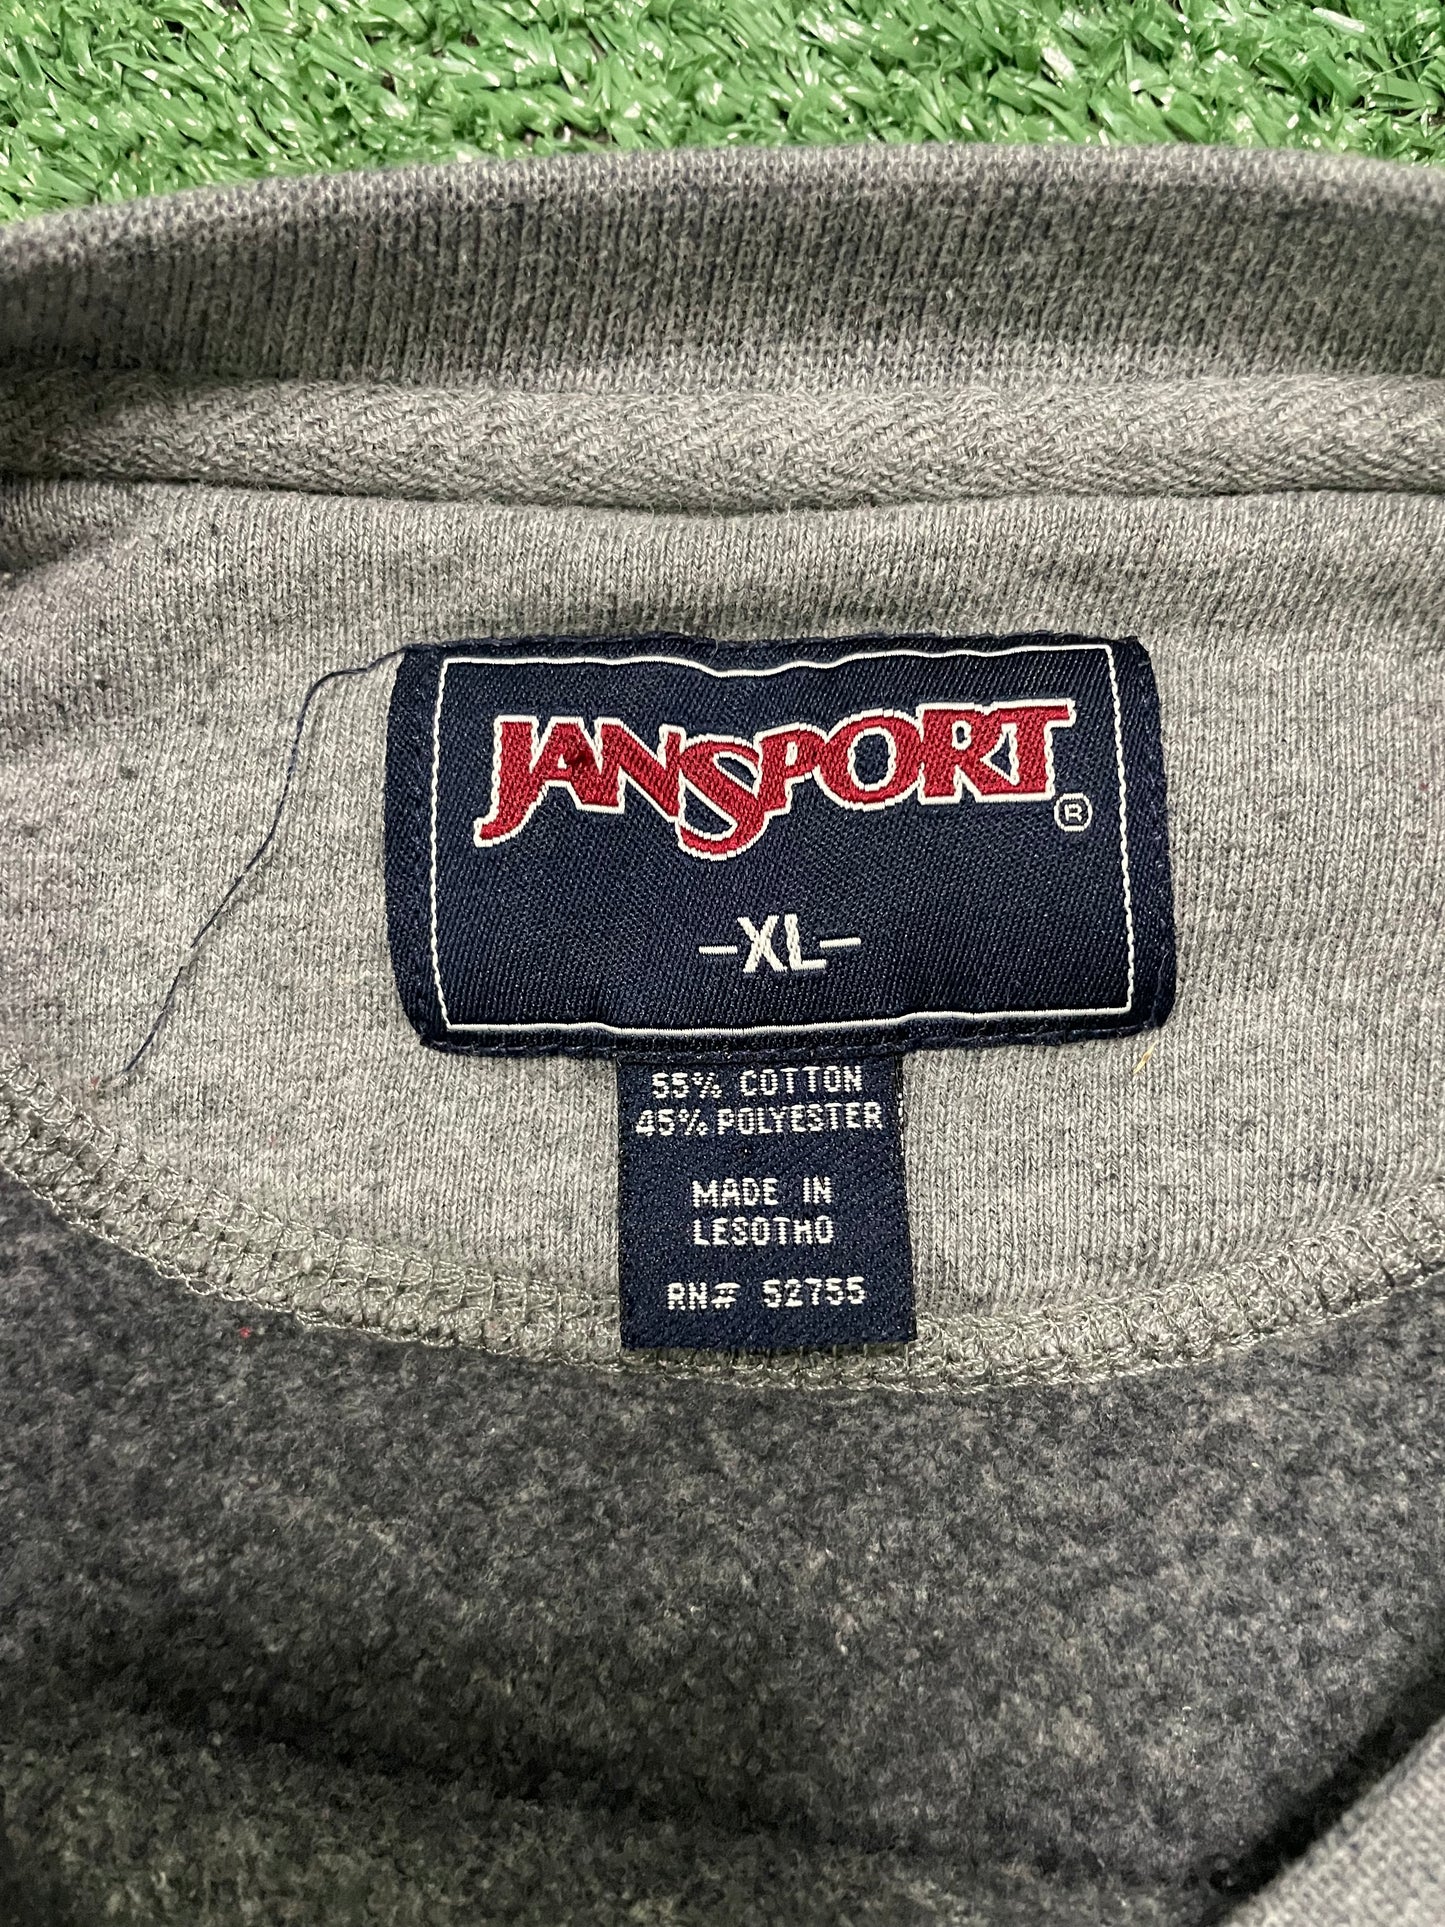 JANSPORT®
-XL-
55% COTTON
45% POLYESTER
MADE IN
LESOTHO
RN# 52755